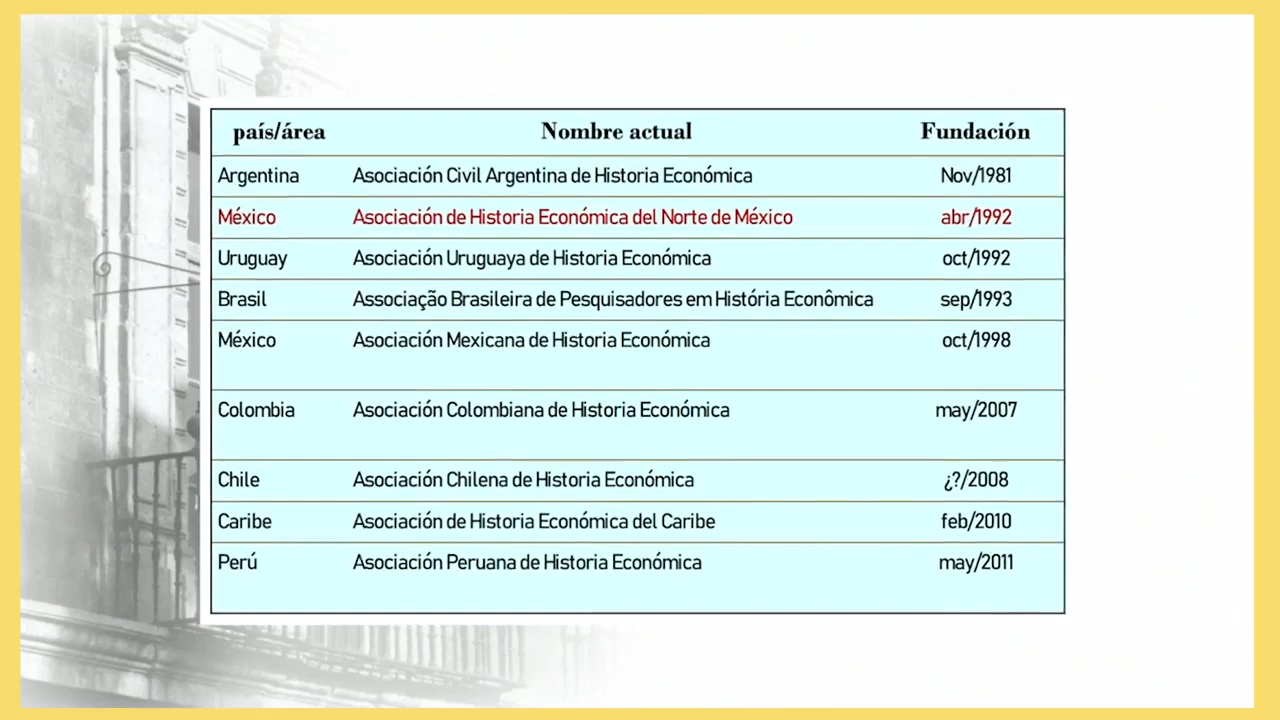 país/área Nombre actual Fundación
Argentina Asociación Civil Argentina de Historia Económica Nov/1981
México Asociación de Historia Económica del Norte de México abr/1992
Uruguay Asociación Uruguaya de Historia Económica oct/1992
Brasil Associação Brasileira de Pesquisadores em História Econômica sep/1993
México Asociación Mexicana de Historia Económica oct/1998
Colombia Asociación Colombiana de Historia Económica may/2007
Chile Asociación Chilena de Historia Económica ¿?/2008
Caribe Asociación de Historia Económica del Caribe feb/2010
Perú Asociación Peruana de Historia Económica may/2011